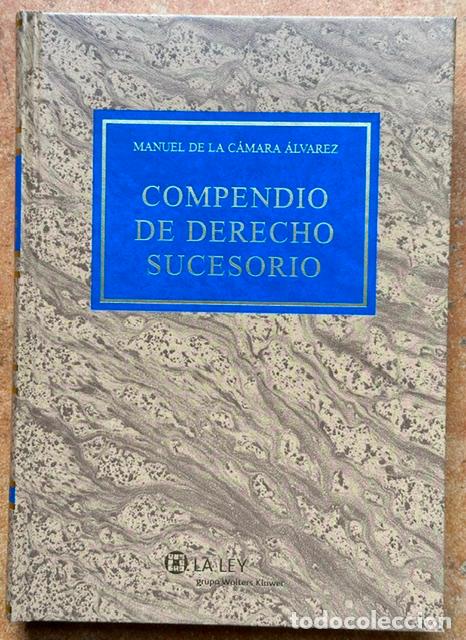 MANUEL DE LA CÁMARA ÁLVAREZ
COMPENDIO
DE DERECHO
SUCESORIO
LA LEY
grupo Wolters Kluwer
todocoleccion